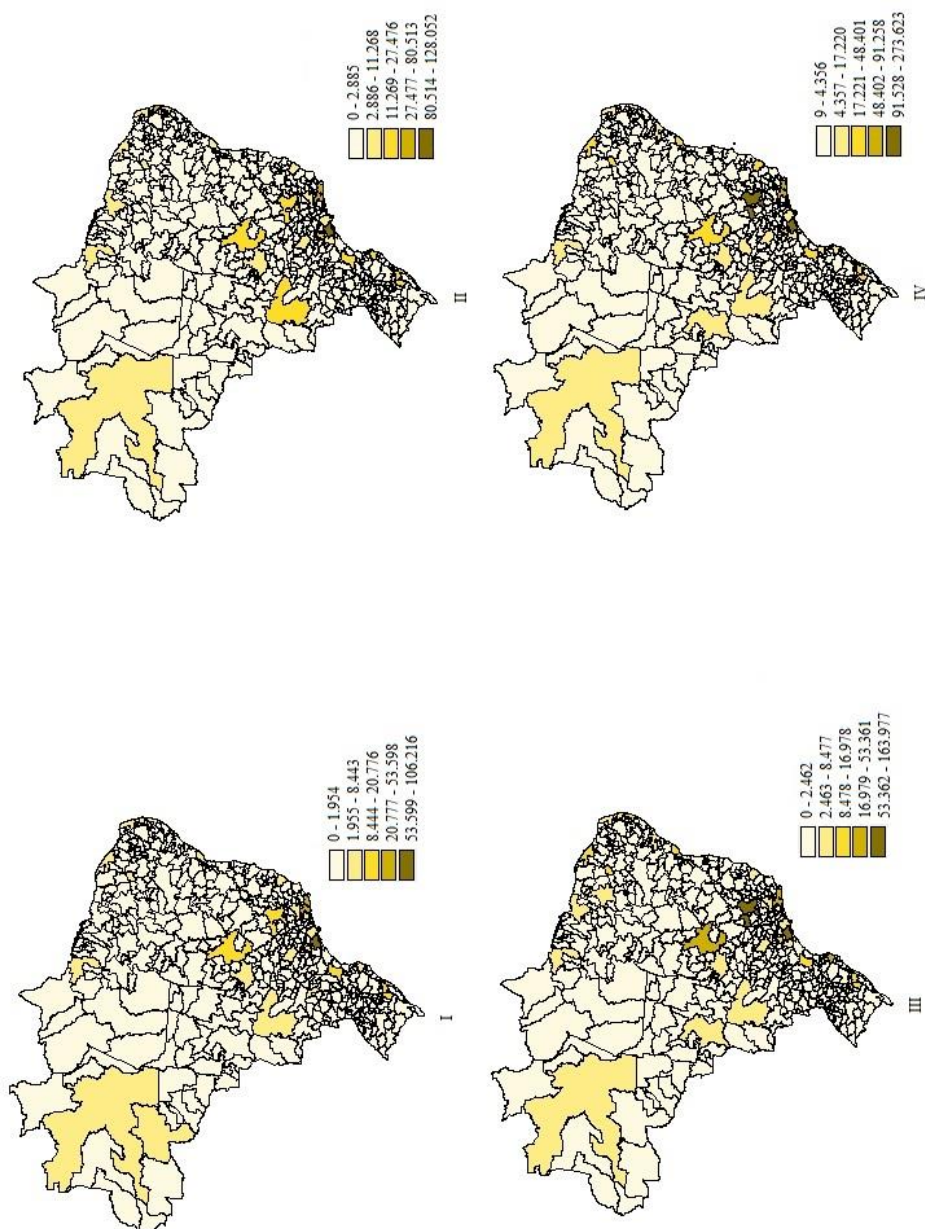 I
0 - 1.954
1.955 - 8.443
8.444 - 20.776
20.777 - 53.598
53.599 - 106.216
II
0 - 2.885
2.886 - 11.268
11.269 - 27.476
27.477 - 80.513
80.514 - 128.052
III
0 - 2.462
2.463 - 8.477
8.478 - 16.978
16.979 - 53.361
53.362 - 163.977
IV
9 - 4.356
4.357 - 17.220
17.221 - 48.401
48.402 - 91.258
91.528 - 273.623